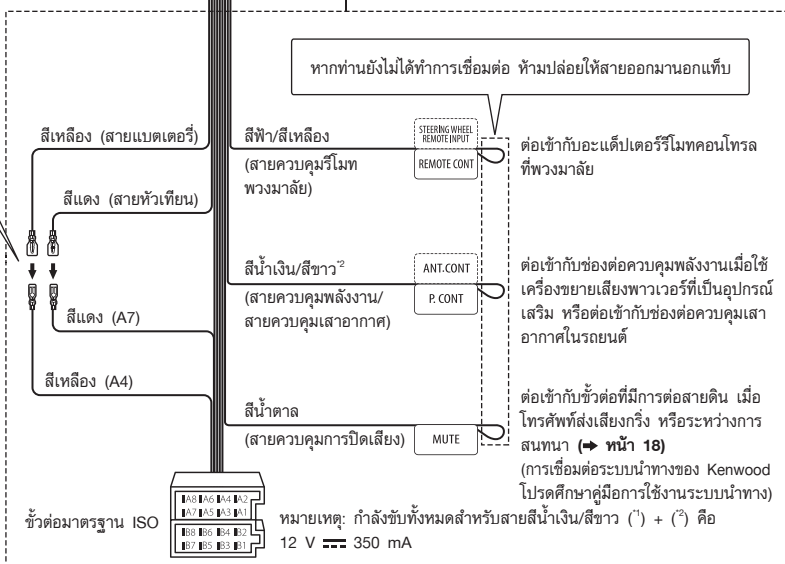 หากท่านยังไม่ได้ทำการเชื่อมต่อ ห้ามปล่อยให้สายออกมานอกแท็บ
สีเหลือง (สายแบตเตอรี่)
สีแดง (สายหัวเทียน)
สีแดง (A7)
สีเหลือง (A4)
สีฟ้า/สีเหลือง
(สายควบคุมรีโมท
พวงมาลัย)
STEERING WHEEL
REMOTE INPUT
REMOTE CONT
ต่อเข้ากับอะแด็ปเตอร์รีโมทคอนโทรล
ที่พวงมาลัย
สีน้ำเงิน/สีขาว*2
(สายควบคุมพลังงาน/
สายควบคุมเสาอากาศ)
ANT.CONT
P. CONT
ต่อเข้ากับช่องต่อควบคุมพลังงานเมื่อใช้
เครื่องขยายเสียงพาวเวอร์ที่เป็นอุปกรณ์
เสริม หรือต่อเข้ากับช่องต่อควบคุมเสา
อากาศในรถยนต์
สีน้ำตาล
(สายควบคุมการปิดเสียง)
MUTE
ต่อเข้ากับขั้วต่อที่มีการต่อสายดิน เมื่อ
โทรศัพท์ส่งเสียงกริ่ง หรือระหว่างการ
สนทนา (➜ หน้า 18)
(การเชื่อมต่อระบบนำทางของ Kenwood
โปรดศึกษาคู่มือการใช้งานระบบนำทาง)
ขั้วต่อมาตรฐาน ISO
A8 A6 A4 A2
A7 A5 A3 A1
B8 B6 B4 B2
B7 B5 B3 B1
หมายเหตุ: กำลังขับทั้งหมดสำหรับสายสีน้ำเงิน/สีขาว (*1) + (*2) คือ
12 V ⎓ 350 mA